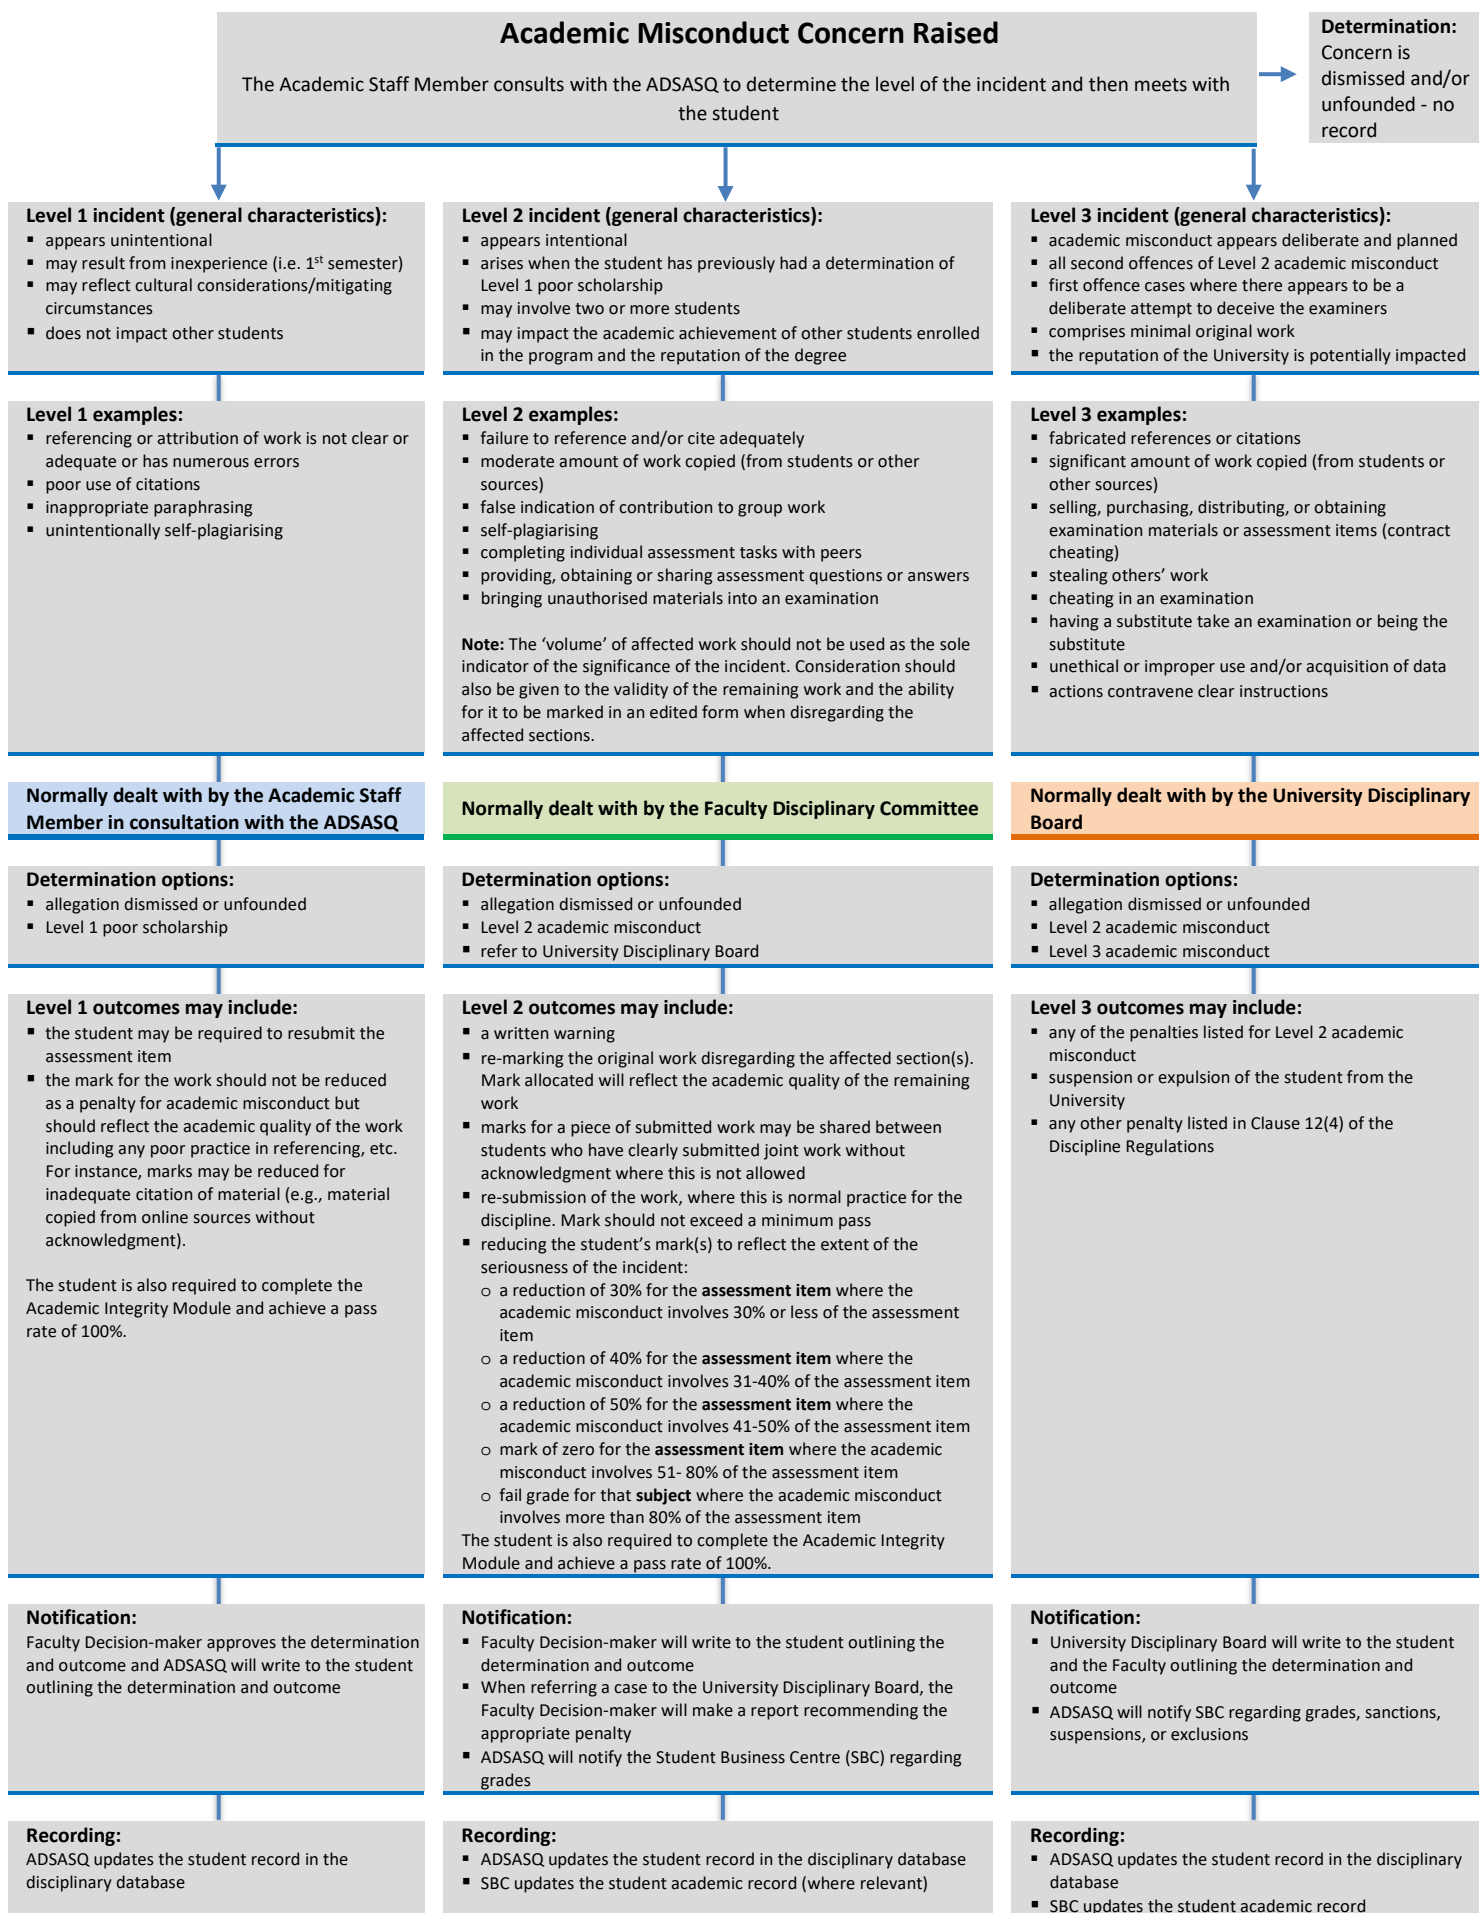 Academic Misconduct Concern Raised
The Academic Staff Member consults with the ADSASQ to determine the level of the incident and then meets with
the student
Determination:
Concern is
dismissed and/or
unfounded - no
record
Level 1 incident (general characteristics):
▪ appears unintentional
▪ may result from inexperience (i.e. 1st semester)
▪ may reflect cultural considerations/mitigating
circumstances
▪ does not impact other students
Level 2 incident (general characteristics):
▪ appears intentional
▪ arises when the student has previously had a determination of
Level 1 poor scholarship
▪ may involve two or more students
▪ may impact the academic achievement of other students enrolled
in the program and the reputation of the degree
Level 3 incident (general characteristics):
▪ academic misconduct appears deliberate and planned
▪ all second offences of Level 2 academic misconduct
▪ first offence cases where there appears to be a
deliberate attempt to deceive the examiners
▪ comprises minimal original work
▪ the reputation of the University is potentially impacted
Level 1 examples:
▪ referencing or attribution of work is not clear or
adequate or has numerous errors
▪ poor use of citations
▪ inappropriate paraphrasing
▪ unintentionally self-plagiarising
Level 2 examples:
▪ failure to reference and/or cite adequately
▪ moderate amount of work copied (from students or other
sources)
▪ false indication of contribution to group work
▪ self-plagiarising
▪ completing individual assessment tasks with peers
▪ providing, obtaining or sharing assessment questions or answers
▪ bringing unauthorised materials into an examination
Note: The ‘volume’ of affected work should not be used as the sole
indicator of the significance of the incident. Consideration should
also be given to the validity of the remaining work and the ability
for it to be marked in an edited form when disregarding the
affected sections.
Level 3 examples:
▪ fabricated references or citations
▪ significant amount of work copied (from students or
other sources)
▪ selling, purchasing, distributing, or obtaining
examination materials or assessment items (contract
cheating)
▪ stealing others’ work
▪ cheating in an examination
▪ having a substitute take an examination or being the
substitute
▪ unethical or improper use and/or acquisition of data
▪ actions contravene clear instructions
Normally dealt with by the Academic Staff
Member in consultation with the ADSASQ
Normally dealt with by the Faculty Disciplinary Committee
Normally dealt with by the University Disciplinary
Board
Determination options:
▪ allegation dismissed or unfounded
▪ Level 1 poor scholarship
Determination options:
▪ allegation dismissed or unfounded
▪ Level 2 academic misconduct
▪ refer to University Disciplinary Board
Determination options:
▪ allegation dismissed or unfounded
▪ Level 2 academic misconduct
▪ Level 3 academic misconduct
Level 1 outcomes may include:
▪ the student may be required to resubmit the
assessment item
▪ the mark for the work should not be reduced
as a penalty for academic misconduct but
should reflect the academic quality of the work
including any poor practice in referencing, etc.
For instance, marks may be reduced for
inadequate citation of material (e.g., material
copied from online sources without
acknowledgment).
The student is also required to complete the
Academic Integrity Module and achieve a pass
rate of 100%.
Level 2 outcomes may include:
▪ a written warning
▪ re-marking the original work disregarding the affected section(s).
Mark allocated will reflect the academic quality of the remaining
work
▪ marks for a piece of submitted work may be shared between
students who have clearly submitted joint work without
acknowledgment where this is not allowed
▪ re-submission of the work, where this is normal practice for the
discipline. Mark should not exceed a minimum pass
▪ reducing the student’s mark(s) to reflect the extent of the
seriousness of the incident:
o a reduction of 30% for the assessment item where the
academic misconduct involves 30% or less of the assessment
item
o a reduction of 40% for the assessment item where the
academic misconduct involves 31-40% of the assessment item
o a reduction of 50% for the assessment item where the
academic misconduct involves 41-50% of the assessment item
o mark of zero for the assessment item where the academic
misconduct involves 51- 80% of the assessment item
o fail grade for that subject where the academic misconduct
involves more than 80% of the assessment item
The student is also required to complete the Academic Integrity
Module and achieve a pass rate of 100%.
Level 3 outcomes may include:
▪ any of the penalties listed for Level 2 academic
misconduct
▪ suspension or expulsion of the student from the
University
▪ any other penalty listed in Clause 12(4) of the
Discipline Regulations
Notification:
Faculty Decision-maker approves the determination
and outcome and ADSASQ will write to the student
outlining the determination and outcome
Notification:
▪ Faculty Decision-maker will write to the student outlining the
determination and outcome
▪ When referring a case to the University Disciplinary Board, the
Faculty Decision-maker will make a report recommending the
appropriate penalty
▪ ADSASQ will notify the Student Business Centre (SBC) regarding
grades
Notification:
▪ University Disciplinary Board will write to the student
and the Faculty outlining the determination and
outcome
▪ ADSASQ will notify SBC regarding grades, sanctions,
suspensions, or exclusions
Recording:
ADSASQ updates the student record in the
disciplinary database
Recording:
▪ ADSASQ updates the student record in the disciplinary database
▪ SBC updates the student academic record (where relevant)
Recording:
▪ ADSASQ updates the student record in the disciplinary
database
▪ SBC updates the student academic record